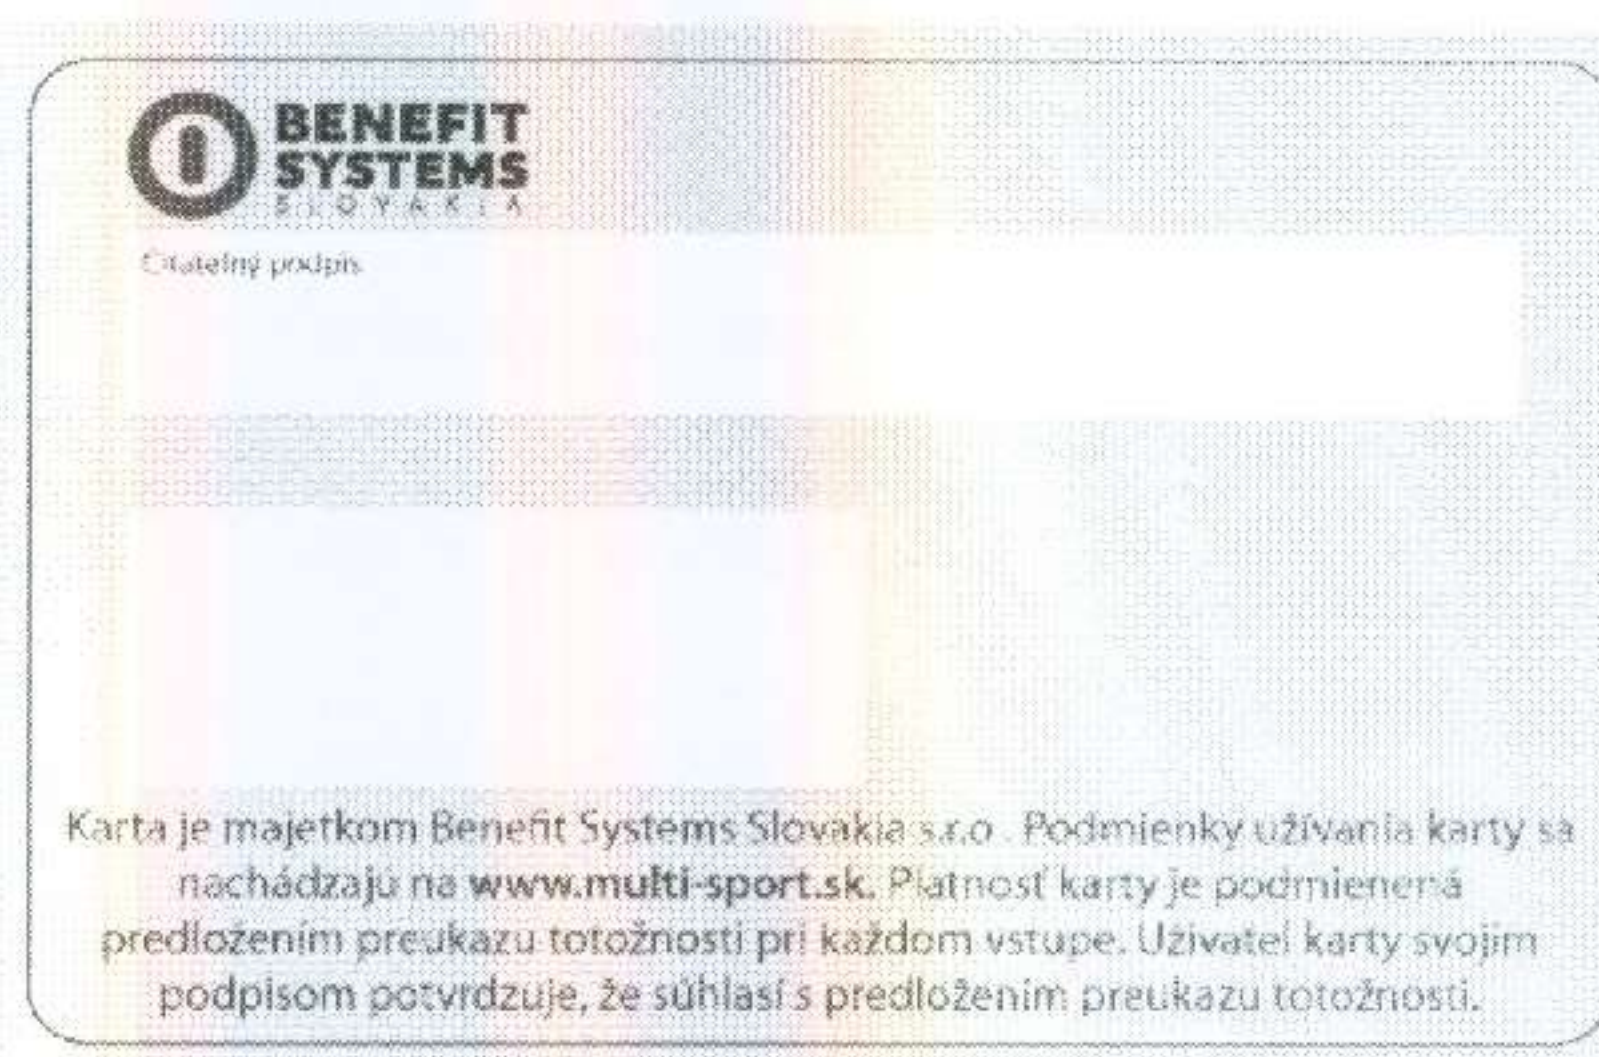 BENEFIT
SYSTEMS
SLOVAKIA
Čitateľný podpis
Karta je majetkom Benefit Systems Slovakia s.r.o. Podmienky užívania karty sa
nachádzajú na www.multi-sport.sk. Platnosť karty je podmienená
predložením preukazu totožnosti pri každom vstupe. Užívateľ karty svojim
podpisom potvrdzuje, že súhlasí s predložením preukazu totožnosti.